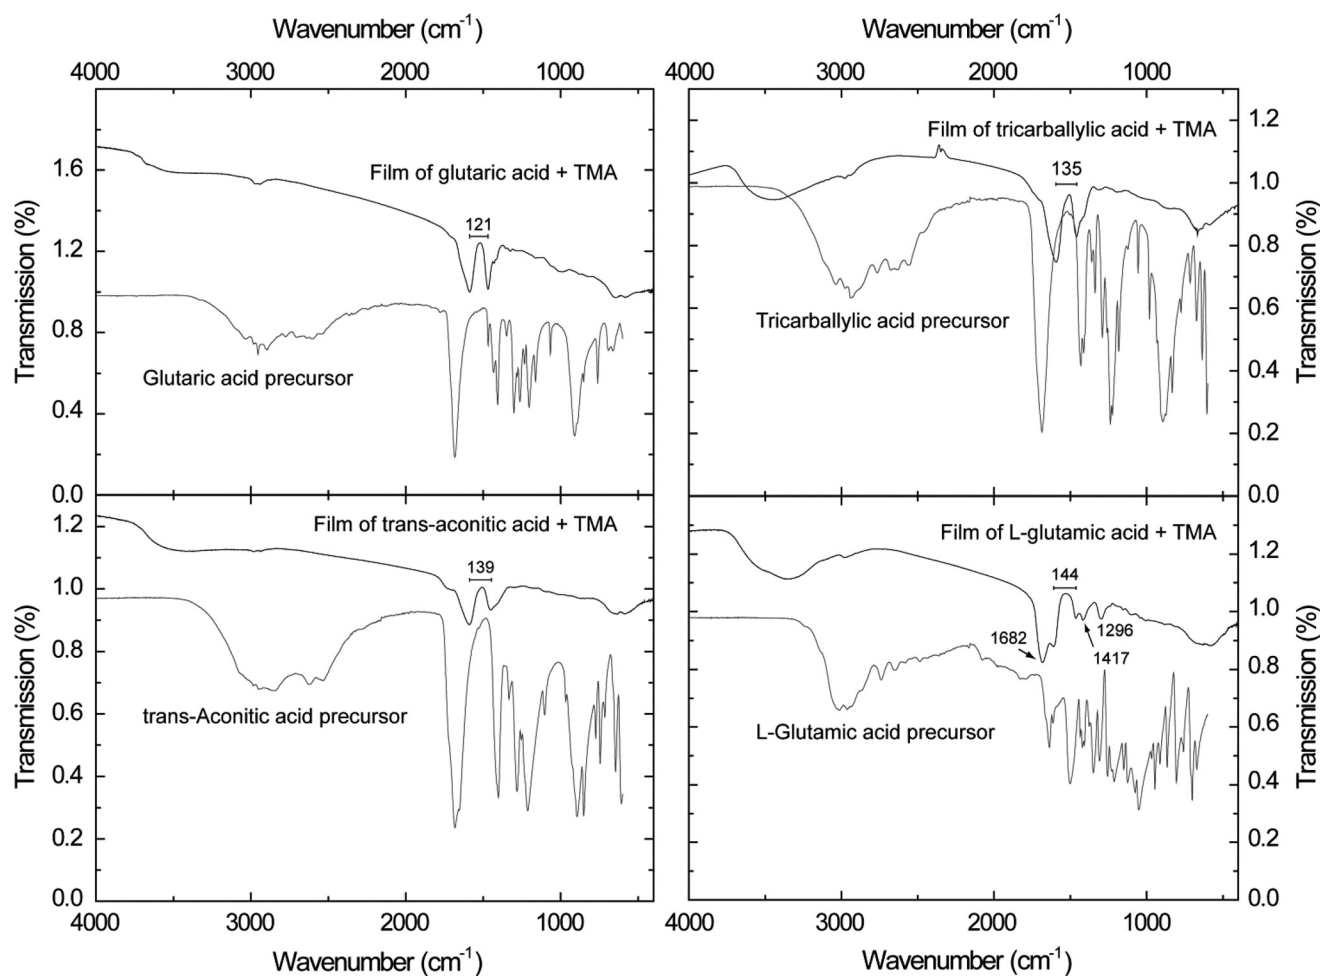 Wavenumber (cm-1)
4000 3000 2000 1000
Transmission (%)
1.6
1.2
0.8
0.4
0.0
Film of glutaric acid + TMA
121
Glutaric acid precursor
Wavenumber (cm-1)
4000 3000 2000 1000
Film of tricarballylic acid + TMA
135
Tricarballylic acid precursor
1.2
1.0
0.8
0.6
0.4
0.2
0.0
Transmission (%)
Transmission (%)
1.2
1.0
0.8
0.6
0.4
0.2
0.0
Film of trans-aconitic acid + TMA
139
trans-Aconitic acid precursor
4000 3000 2000 1000
Wavenumber (cm-1)
Film of L-glutamic acid + TMA
144
1682
1296
1417
L-Glutamic acid precursor
1.2
1.0
0.8
0.6
0.4
0.2
0.0
Transmission (%)
4000 3000 2000 1000
Wavenumber (cm-1)